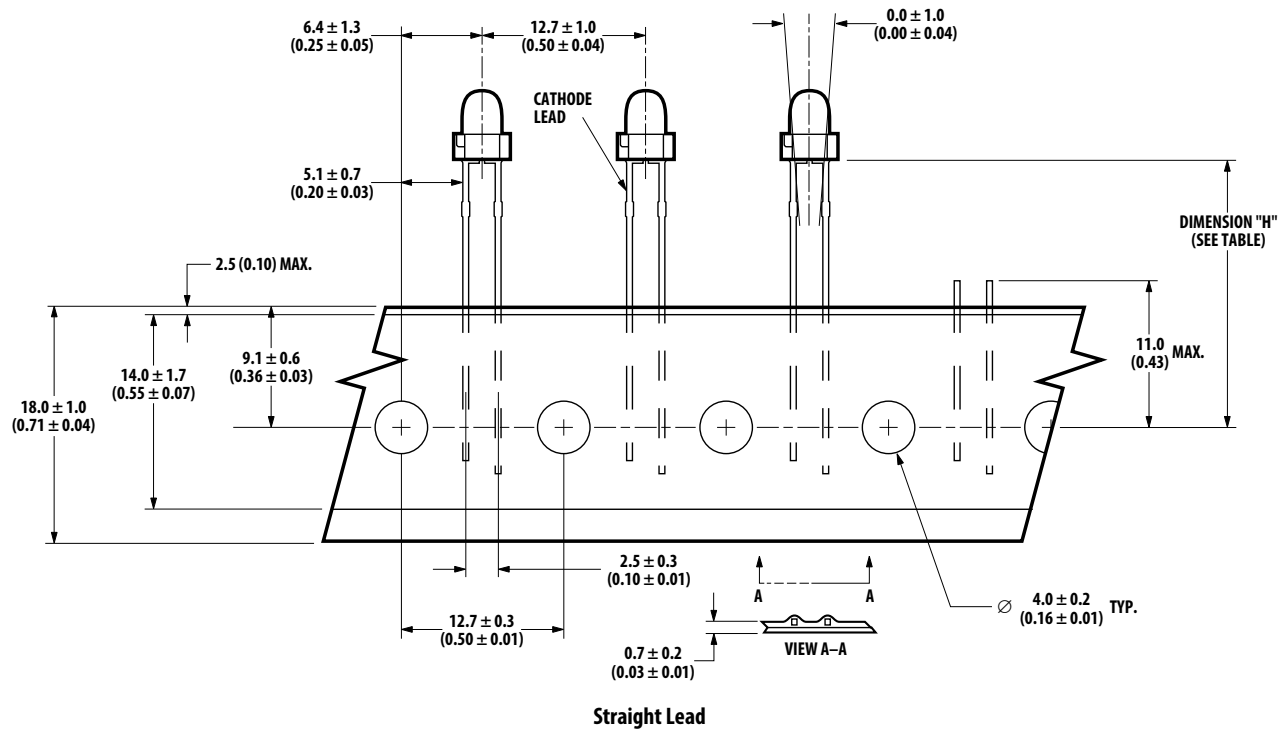 6.4 ± 1.3
(0.25 ± 0.05)
12.7 ± 1.0
(0.50 ± 0.04)
0.0 ± 1.0
(0.00 ± 0.04)
CATHODE
LEAD
5.1 ± 0.7
(0.20 ± 0.03)
DIMENSION "H"
(SEE TABLE)
2.5 (0.10) MAX.
9.1 ± 0.6
(0.36 ± 0.03)
14.0 ± 1.7
(0.55 ± 0.07)
18.0 ± 1.0
(0.71 ± 0.04)
11.0
(0.43) MAX.
2.5 ± 0.3
(0.10 ± 0.01)
A A
12.7 ± 0.3
(0.50 ± 0.01)
∅ 4.0 ± 0.2
(0.16 ± 0.01) TYP.
0.7 ± 0.2
(0.03 ± 0.01)
VIEW A–A
Straight Lead